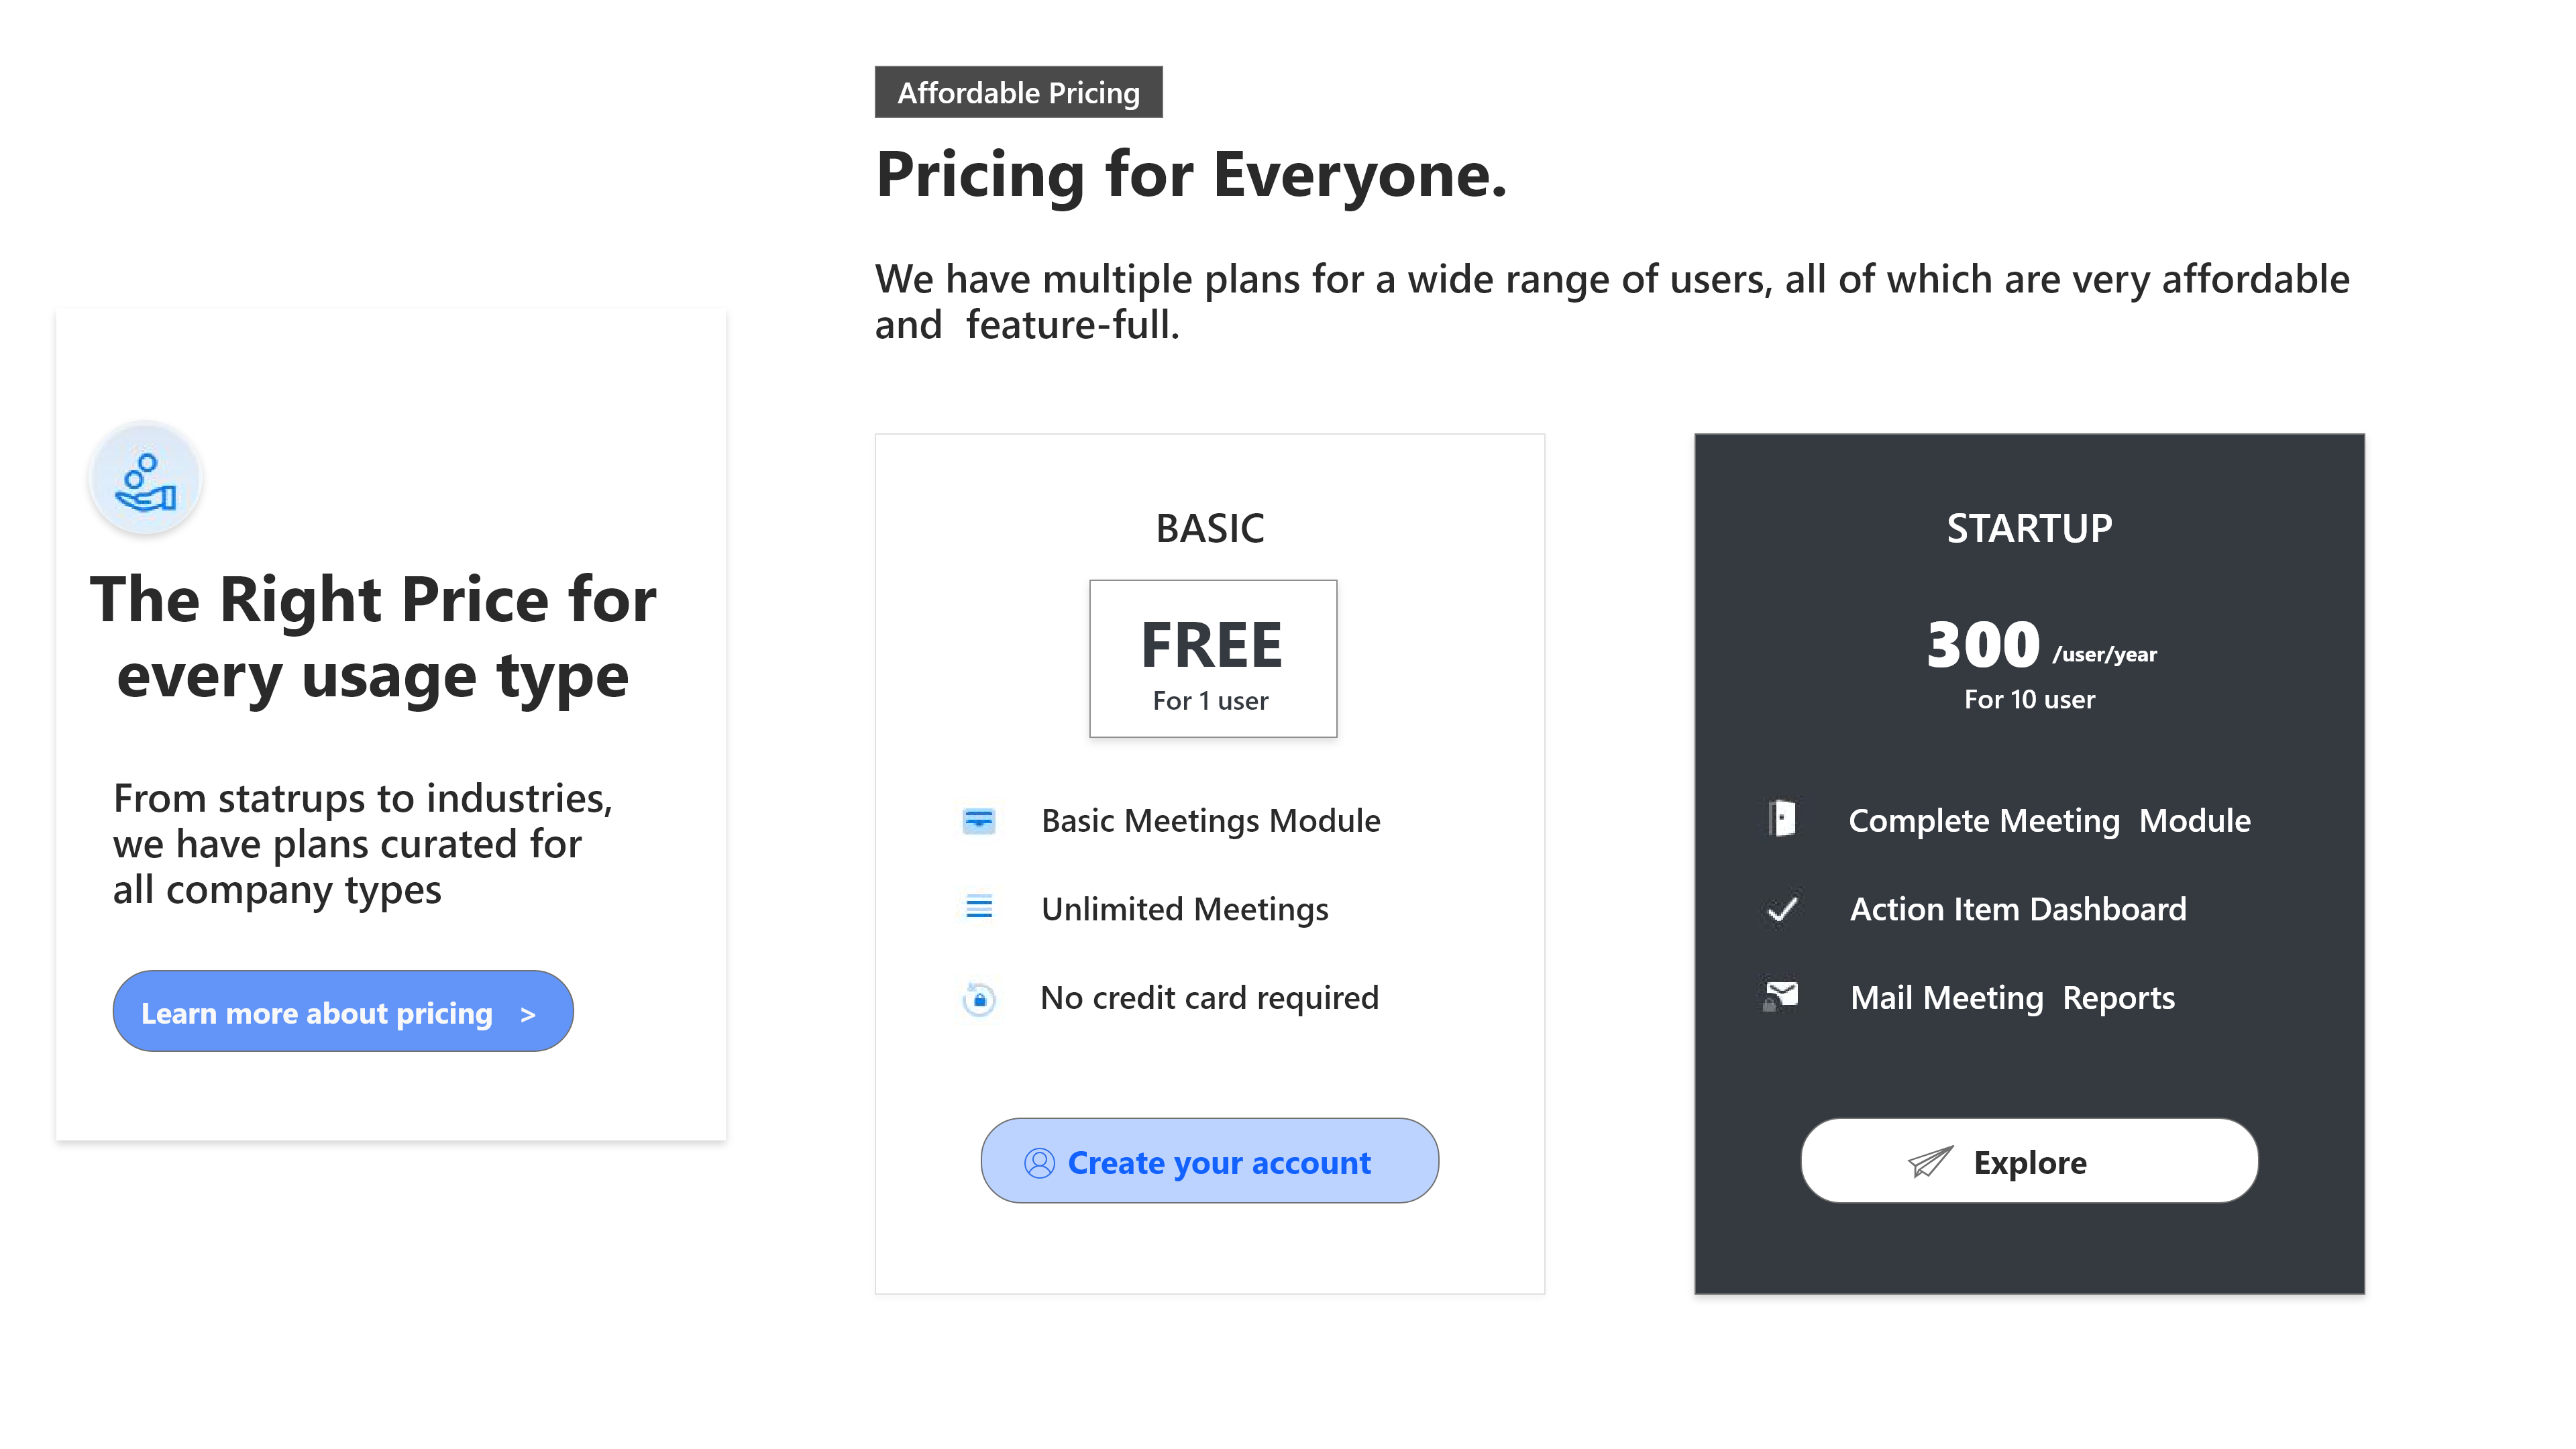 Affordable Pricing
Pricing for Everyone.
We have multiple plans for a wide range of users, all of which are very affordable
and  feature-full.
The Right Price for
every usage type
From statrups to industries,
we have plans curated for
all company types
Learn more about pricing   >
BASIC
FREE
For 1 user
Basic Meetings Module
Unlimited Meetings
No credit card required
Create your account
STARTUP
300 /user/year
For 10 user
Complete Meeting  Module
Action Item Dashboard
Mail Meeting  Reports
Explore